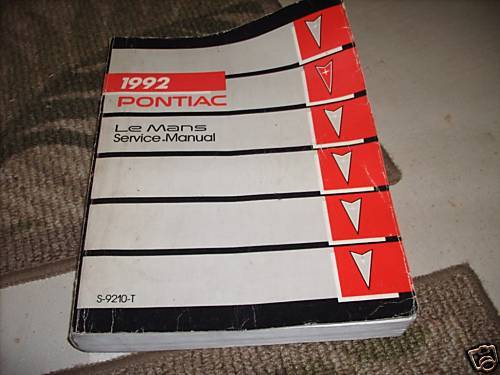 1992
PONTIAC
Le Mans
Service Manual
S-9210-T